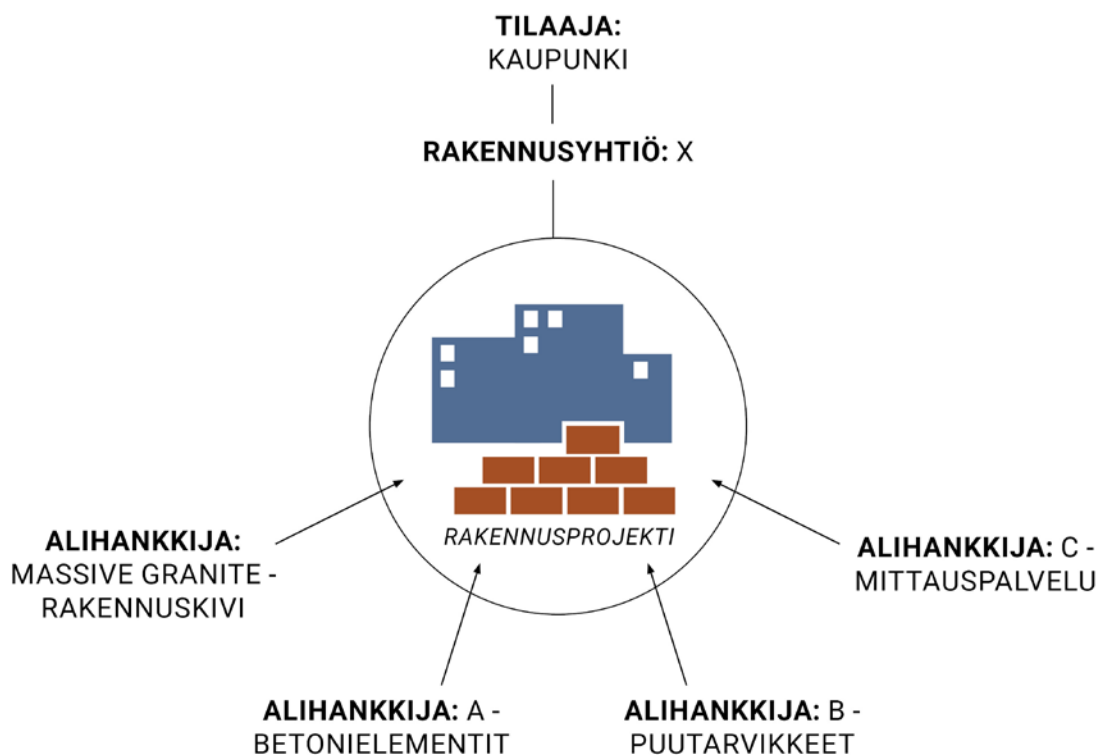 TILAAJA:
KAUPUNKI
RAKENNUSYHTIÖ: X
RAKENNUSPROJEKTI
ALIHANKKIJA:
MASSIVE GRANITE -
RAKENNUSKIVI
ALIHANKKIJA: C -
MITTAUSPALVELU
ALIHANKKIJA: A -
BETONIELEMENTIT
ALIHANKKIJA: B -
PUUTARVIKKEET